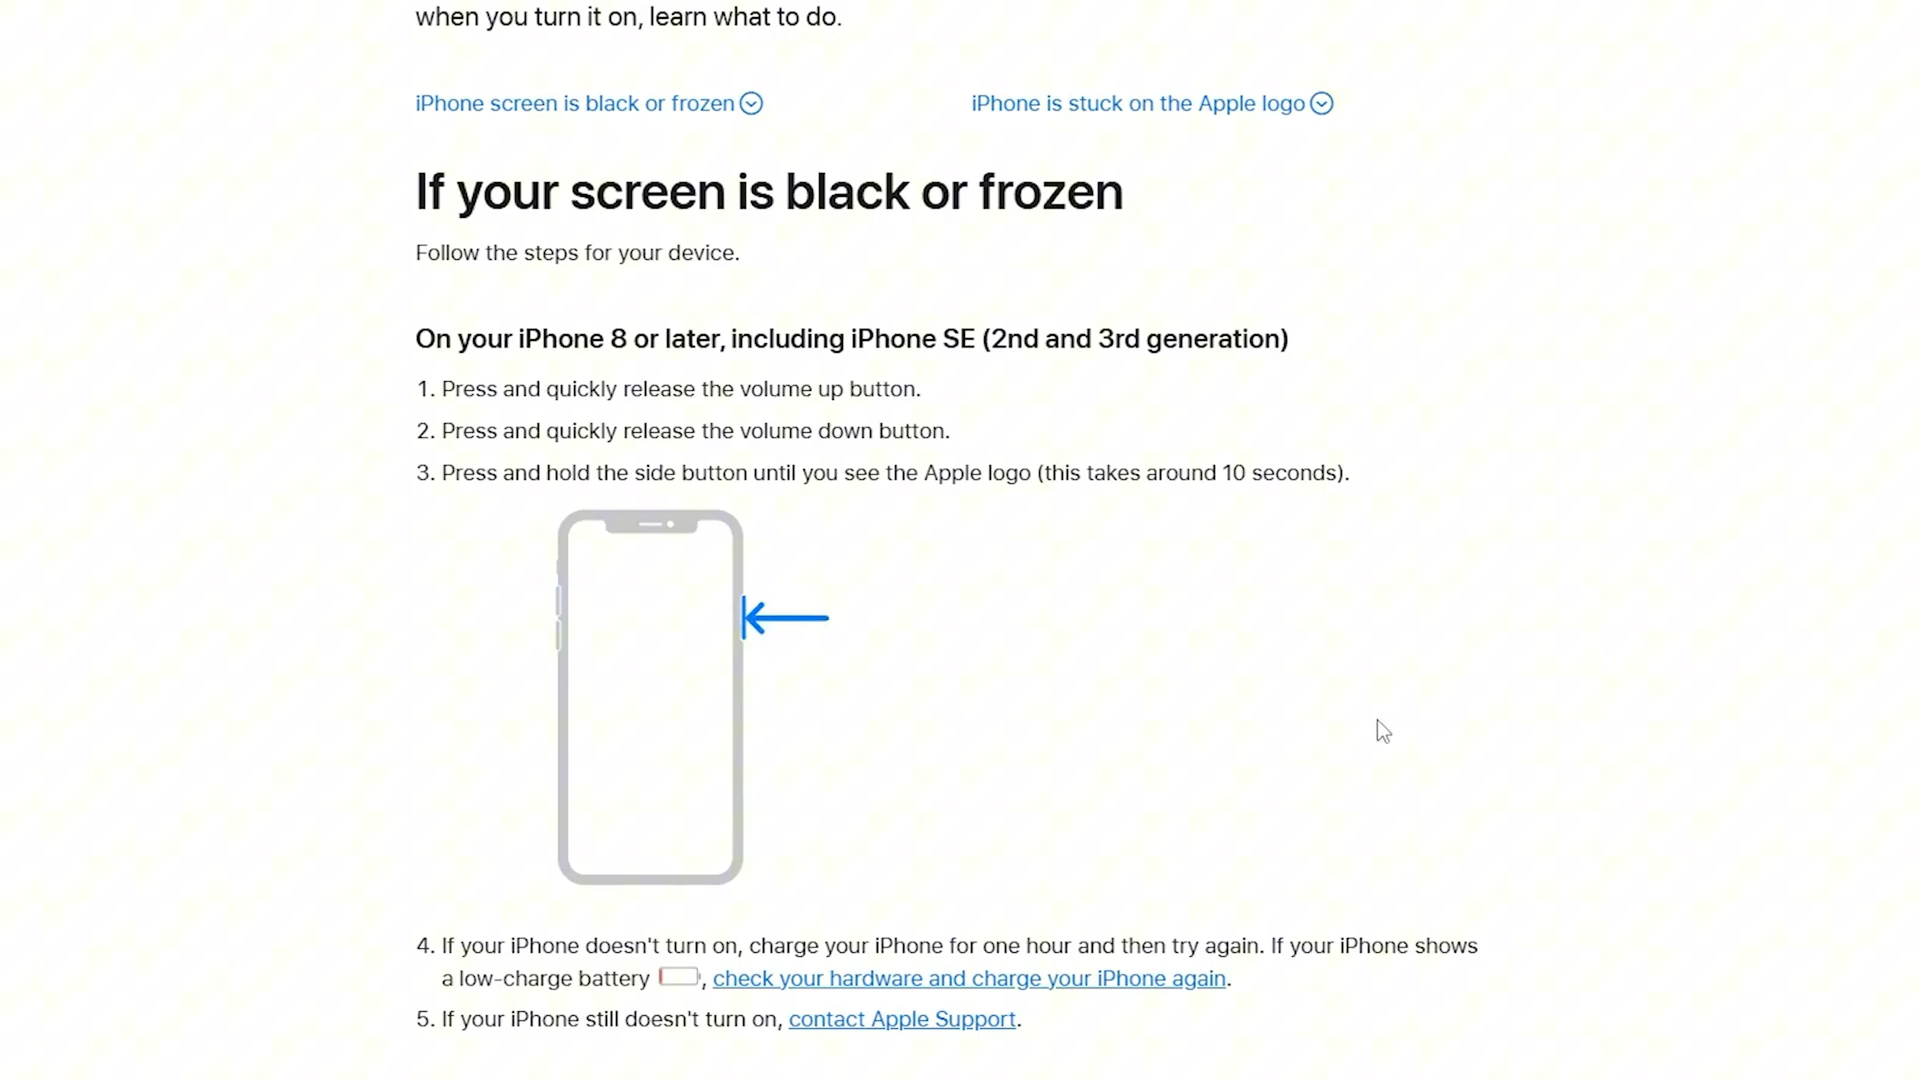 when you turn it on, learn what to do.
iPhone screen is black or frozen
iPhone is stuck on the Apple logo
If your screen is black or frozen
Follow the steps for your device.
On your iPhone 8 or later, including iPhone SE (2nd and 3rd generation)
1. Press and quickly release the volume up button.
2. Press and quickly release the volume down button.
3. Press and hold the side button until you see the Apple logo (this takes around 10 seconds).
4. If your iPhone doesn't turn on, charge your iPhone for one hour and then try again. If your iPhone shows
a low-charge battery , check your hardware and charge your iPhone again.
5. If your iPhone still doesn't turn on, contact Apple Support.